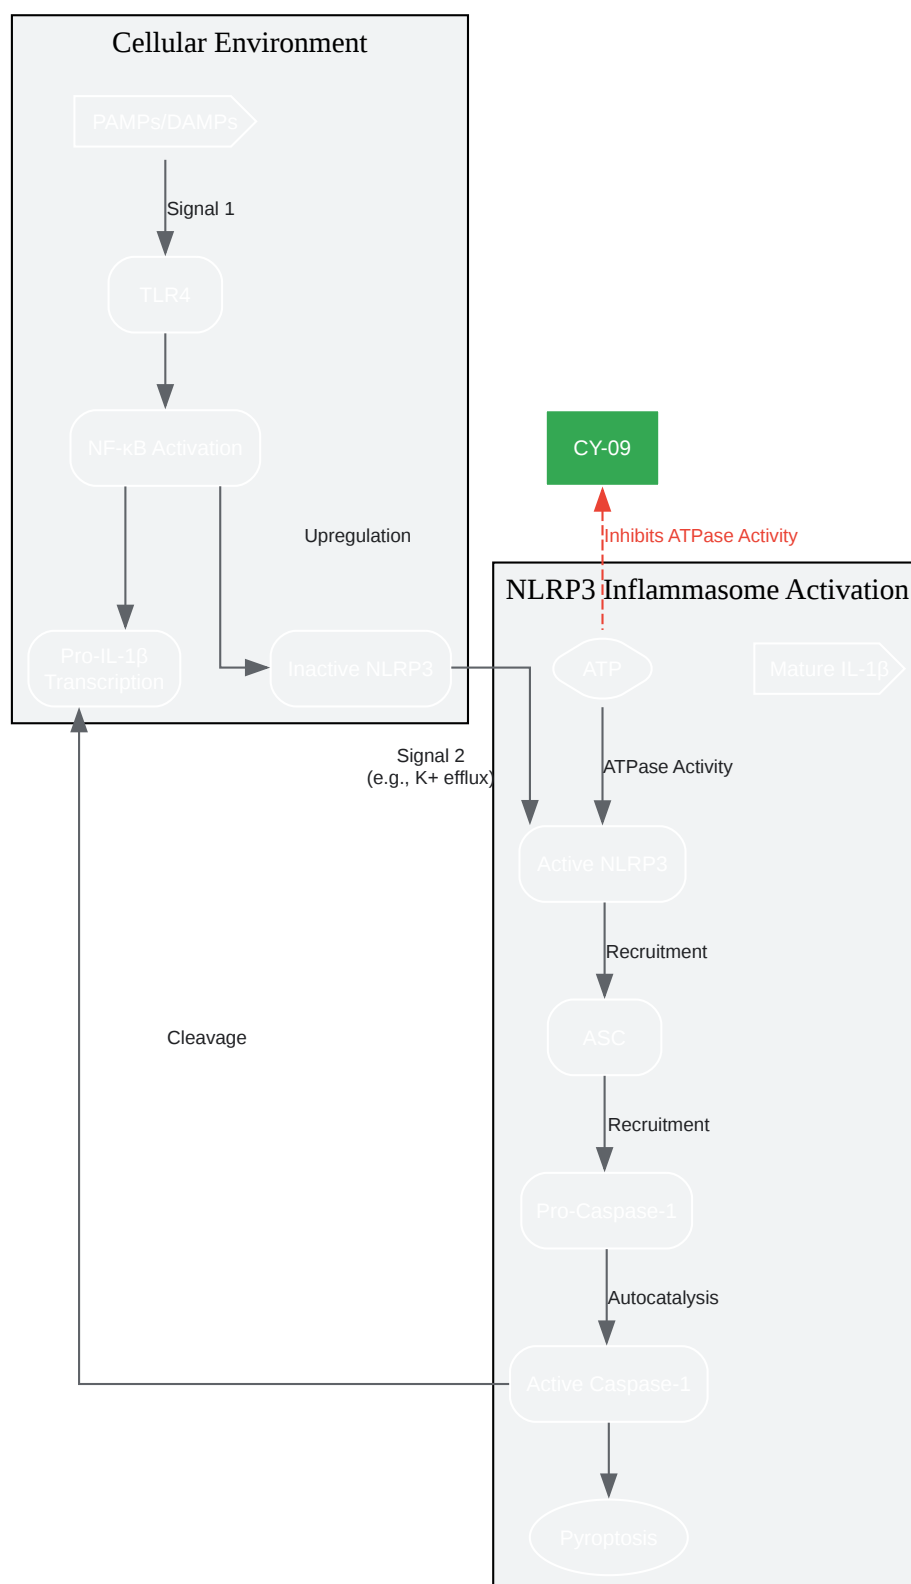 Cellular Environment
PAMPs/DAMPs
Signal 1
TLR4
NF-κB Activation
CY-09
Upregulation
Inhibits ATPase Activity
NLRP3 Inflammasome Activation
Pro-IL-1β
Transcription
Inactive NLRP3
ATP
Mature IL-1β
Signal 2
(e.g., K+ efflux)
ATPase Activity
Active NLRP3
Recruitment
Cleavage
ASC
Recruitment
Pro-Caspase-1
Autocatalysis
Active Caspase-1
Pyroptosis